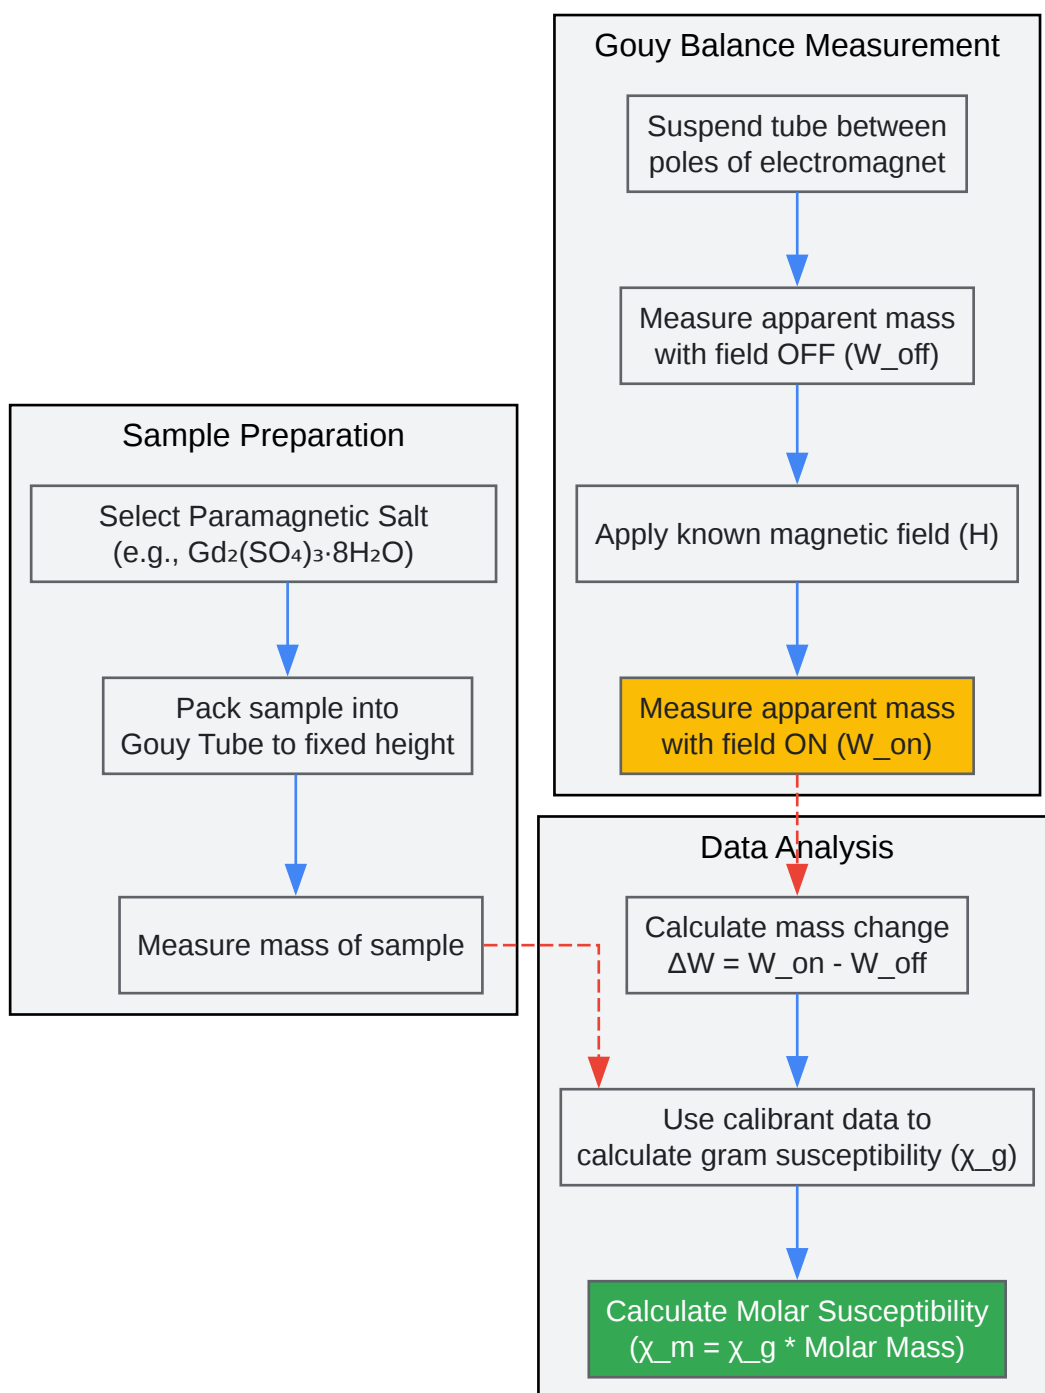 Sample Preparation
Select Paramagnetic Salt
(e.g., Gd₂(SO₄)₃·8H₂O)
Pack sample into
Gouy Tube to fixed height
Measure mass of sample
Gouy Balance Measurement
Suspend tube between
poles of electromagnet
Measure apparent mass
with field OFF (W_off)
Apply known magnetic field (H)
Measure apparent mass
with field ON (W_on)
Data Analysis
Calculate mass change
ΔW = W_on - W_off
Use calibrant data to
calculate gram susceptibility (χ_g)
Calculate Molar Susceptibility
(χ_m = χ_g * Molar Mass)